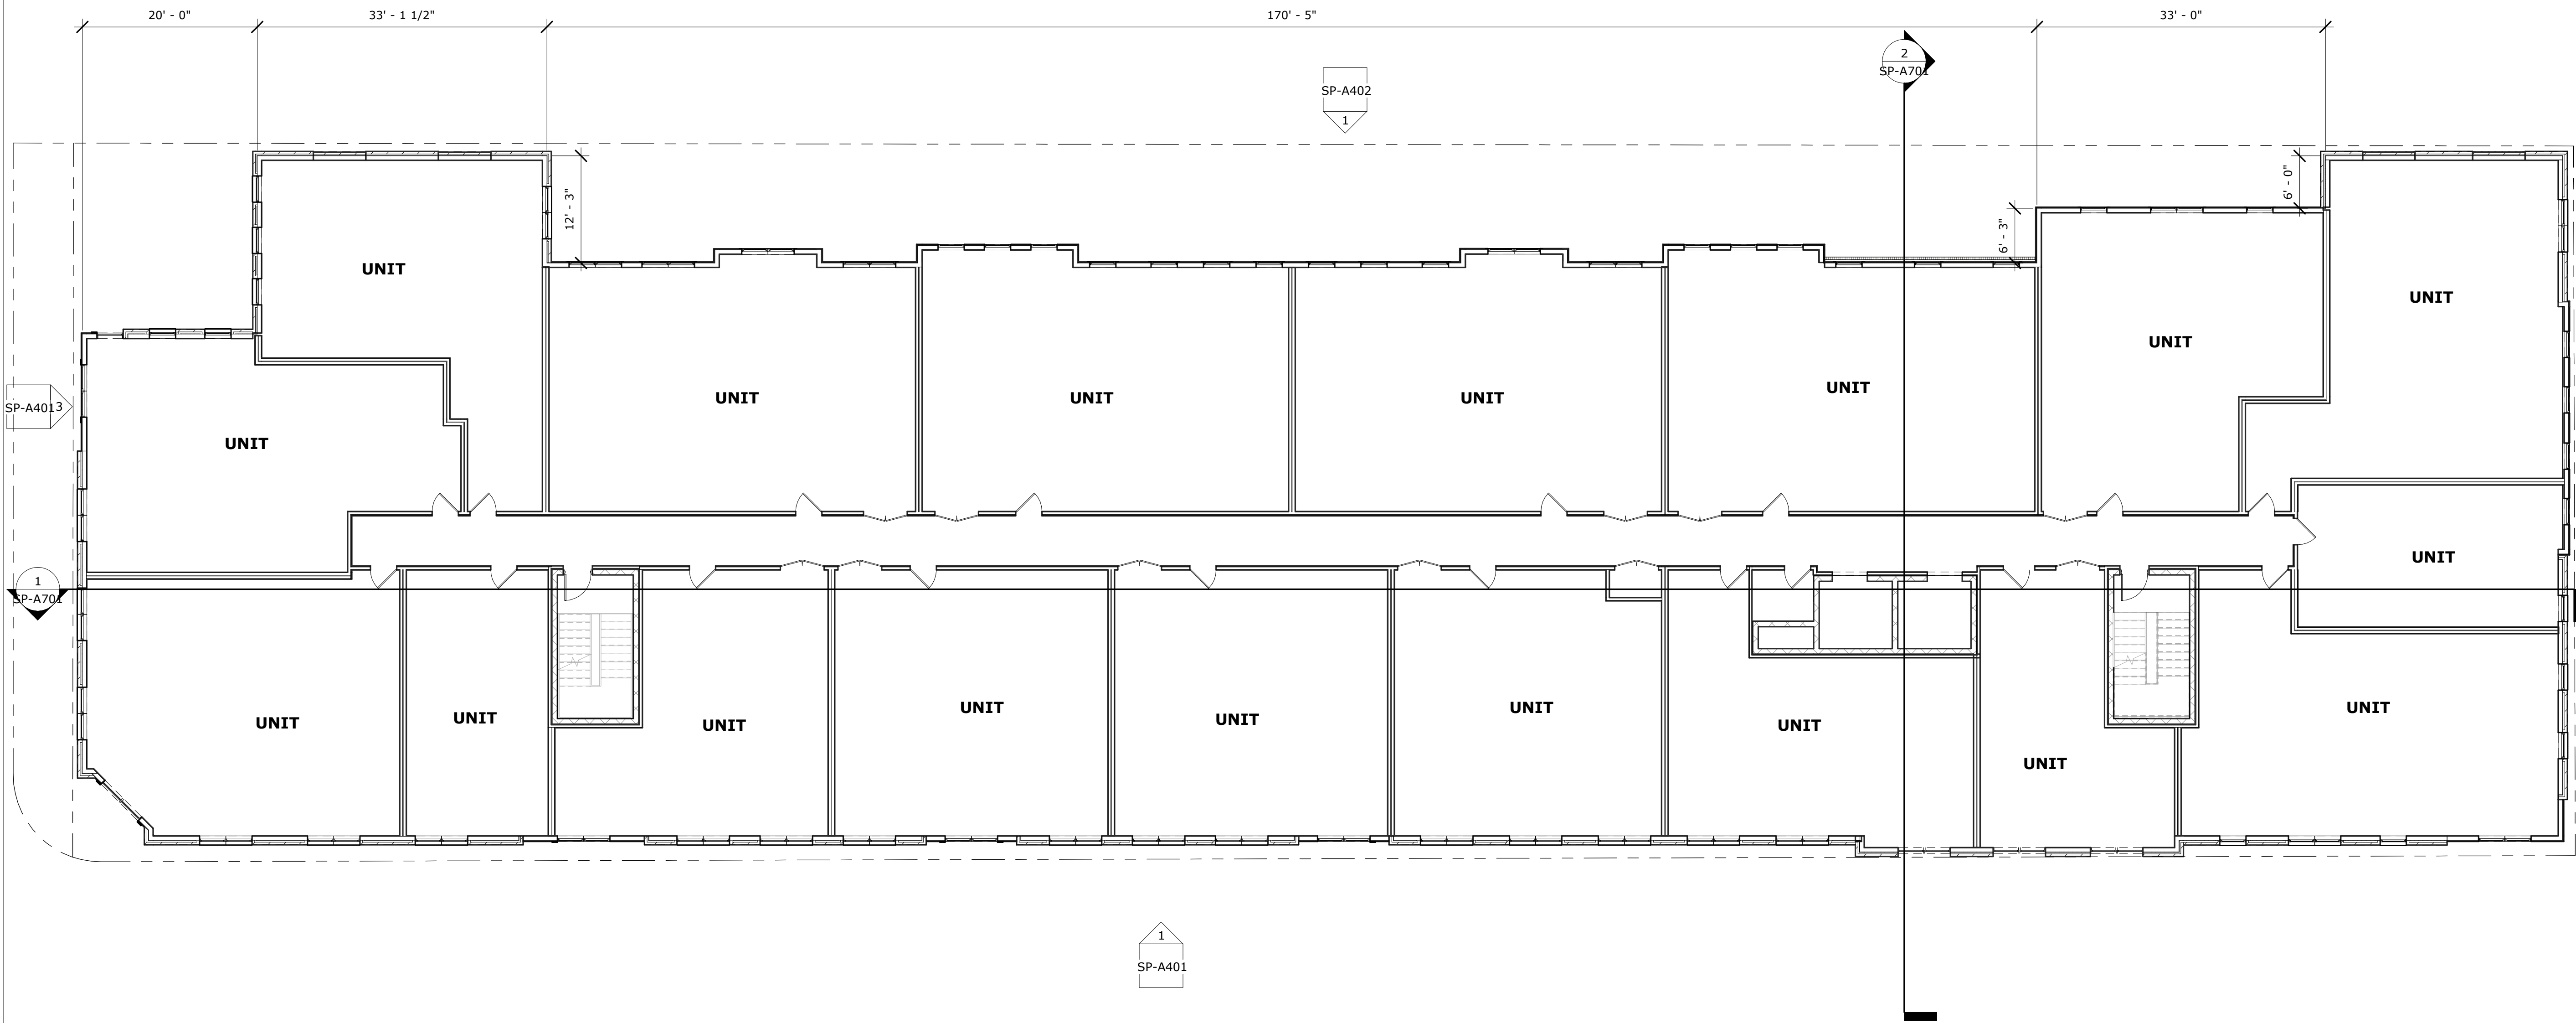 20' - 0"
33' - 1 1/2"
170' - 5"
33' - 0"
2
SP-A701
SP-A402
1
12' - 3"
6' - 3"
6' - 0"
UNIT
UNIT
UNIT
UNIT
UNIT
UNIT
UNIT
UNIT
UNIT
SP-A401
3
UNIT
1
SP-A701
UNIT
UNIT
UNIT
UNIT
UNIT
UNIT
UNIT
UNIT
UNIT
1
SP-A401